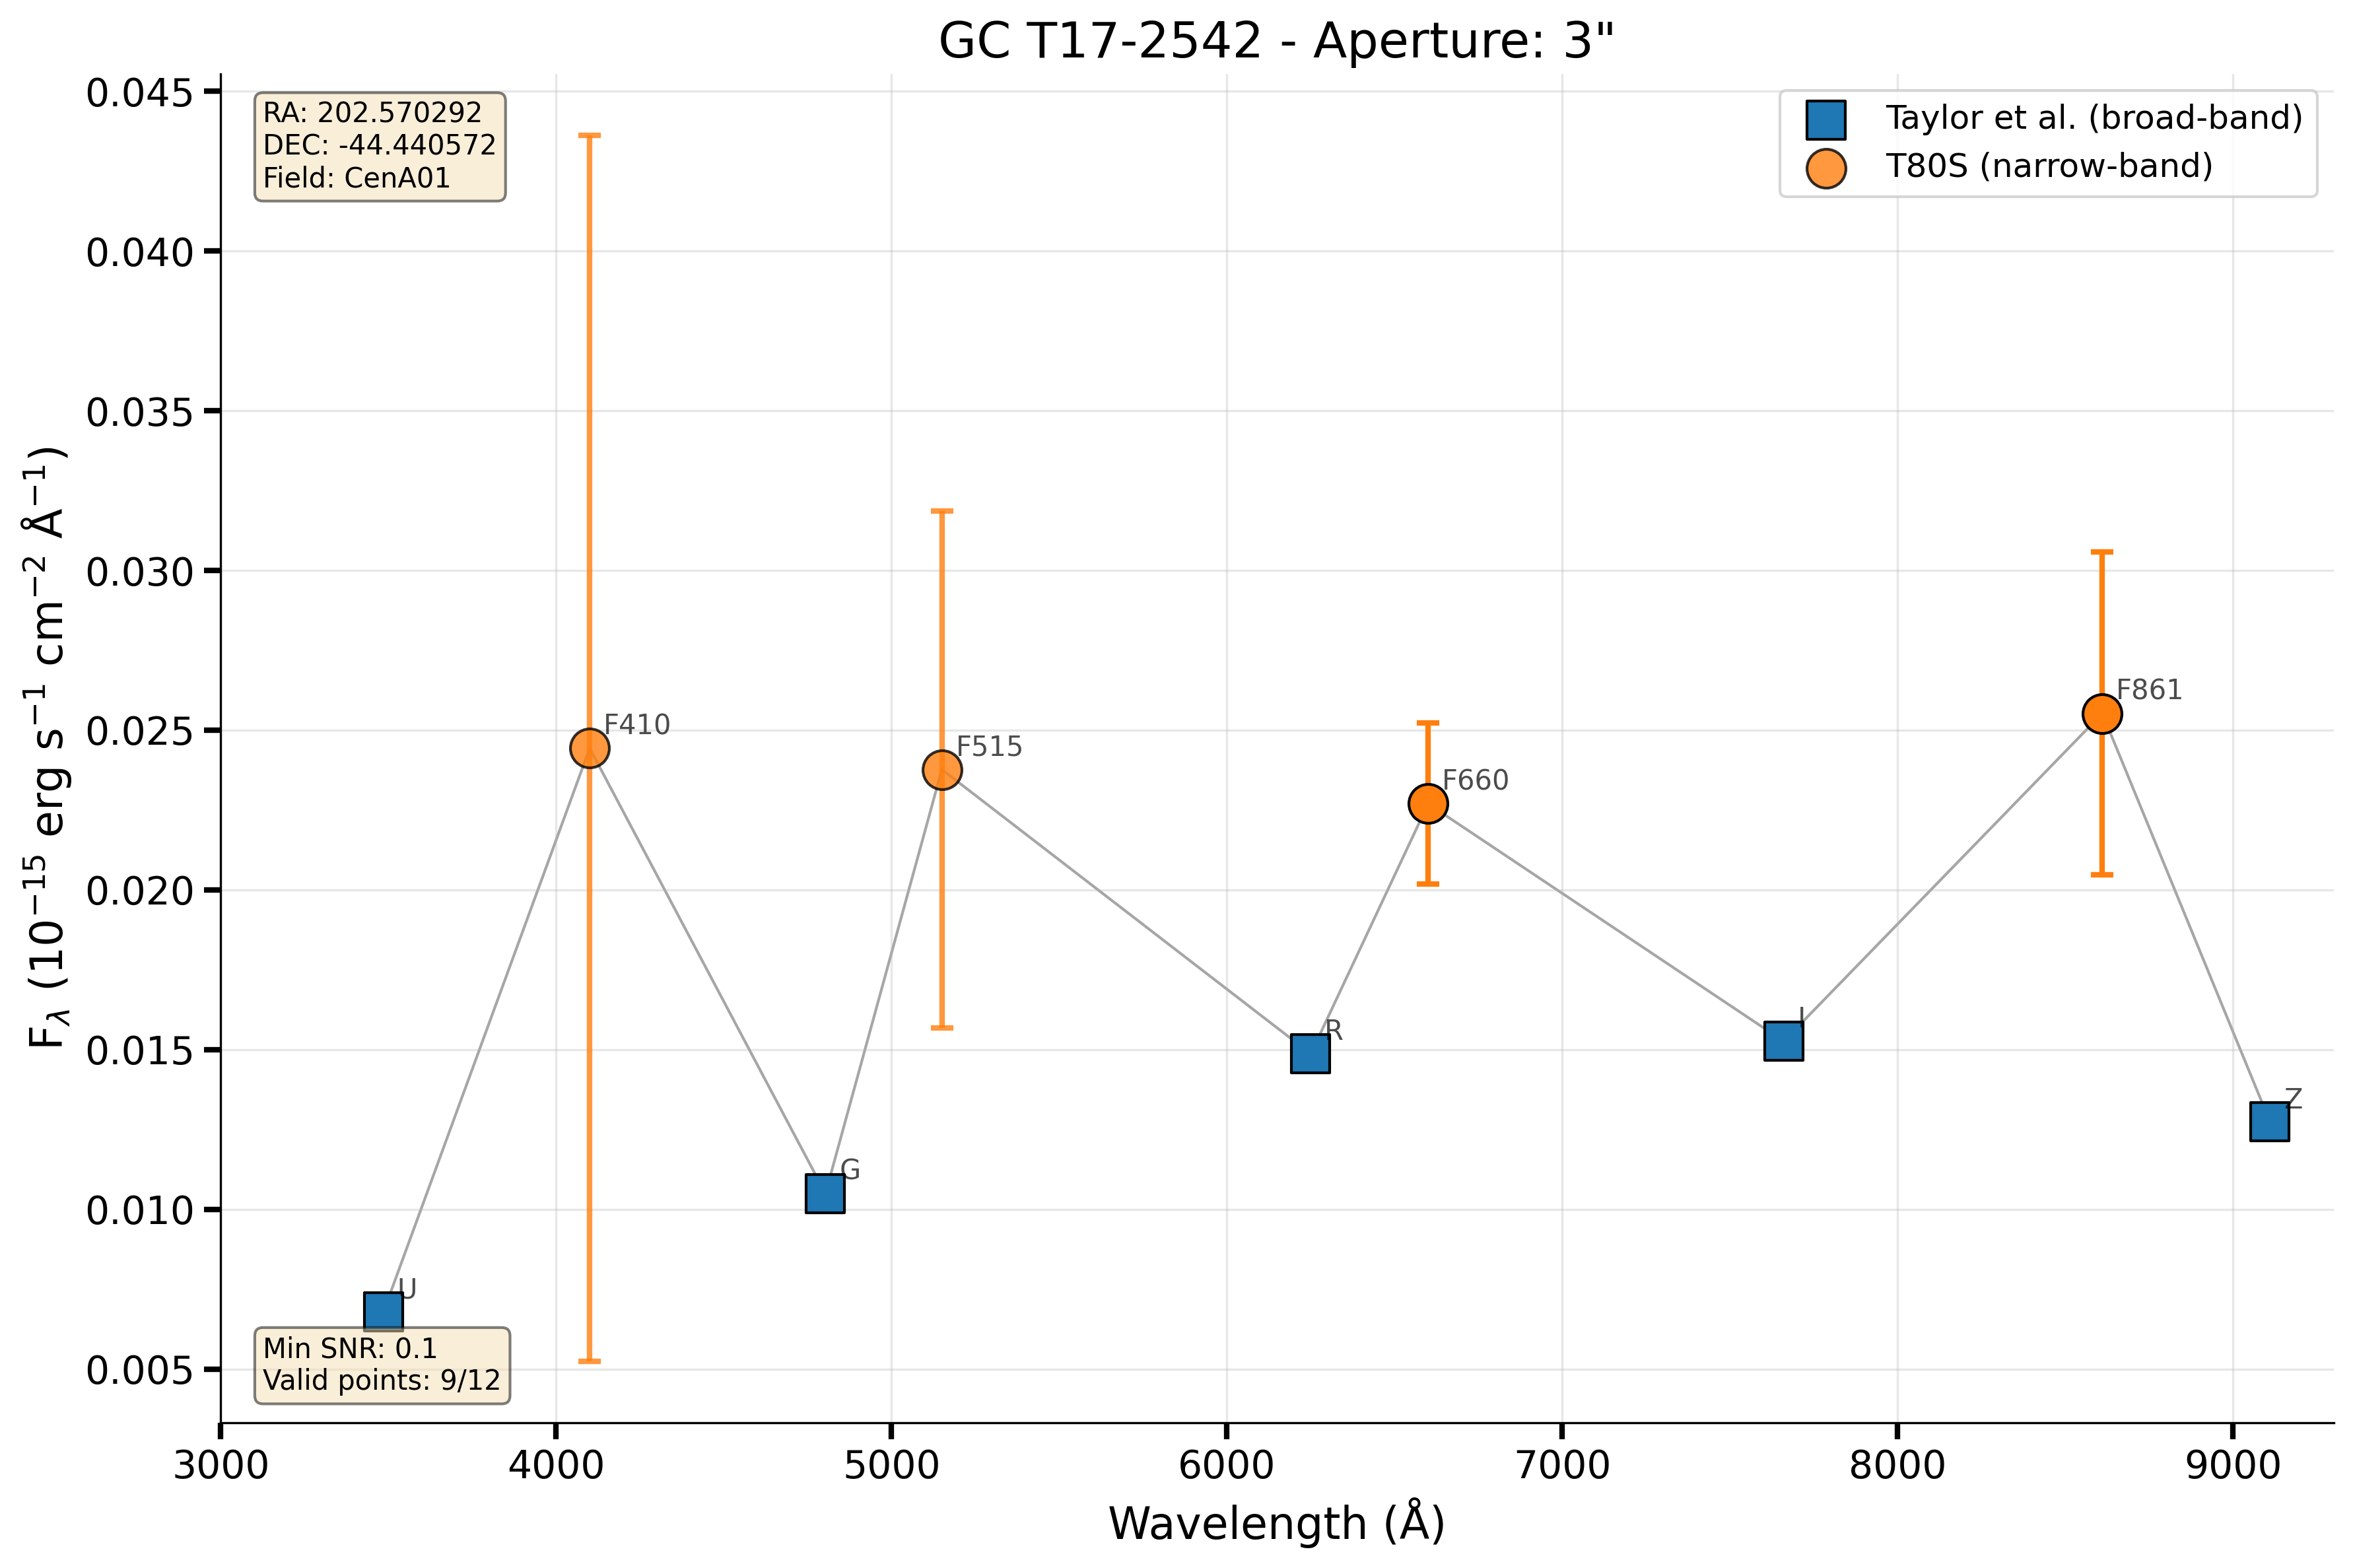 GC T17-2542 - Aperture: 3"
RA: 202.570292
DEC: -44.440572
Field: CenA01
Taylor et al. (broad-band)
T80S (narrow-band)
F$_λ$ (10$^{−15}$ erg s$^{−1}$ cm$^{−2}$ Å$^{−1}$)
0.045
0.040
0.035
0.030
0.025
0.020
0.015
0.010
0.005
U
F410
G
F515
R
F660
I
F861
Z
Min SNR: 0.1
Valid points: 9/12
3000 4000 5000 6000 7000 8000 9000
Wavelength (Å)